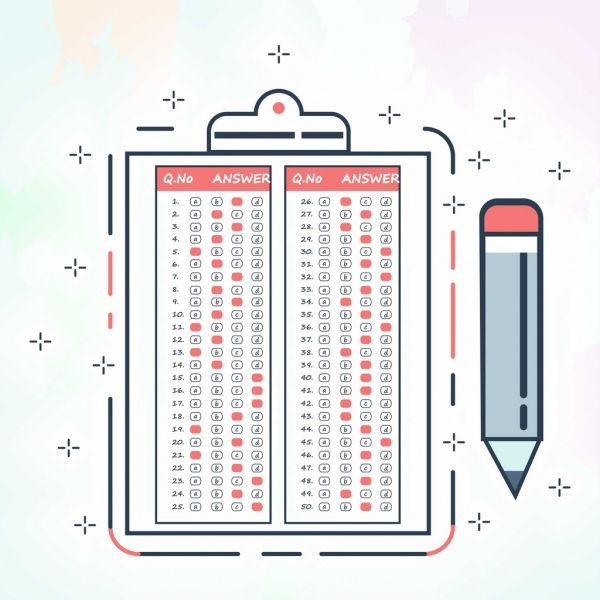 Q.No ANSWER
1. a b d
2. a c d
3. a b d
4. a c d
5. b c d
6. a c d
7. a b d
8. a c d
9. a b d
10. a c d
11. b c d
12. a c d
13. b c d
14. a c d
15. a b c
16. a b c
17. a b c
18. a b d
19. b c d
20. a b d
21. b c d
22. a b d
23. a b c
24. a b d
25. a b c
Q.No ANSWER
26. a c d
27. a b d
28. a c d
29. a b d
30. a b c
31. a b d
32. a b c
33. a b d
34. a c d
35. a b d
36. a b c
37. a b d
38. a c d
39. a b d
40. a b d
41. a b d
42. a c d
43. a c d
44. a b d
45. a b c
46. a b d
47. a b d
48. a b d
49. a c d
50. a b d